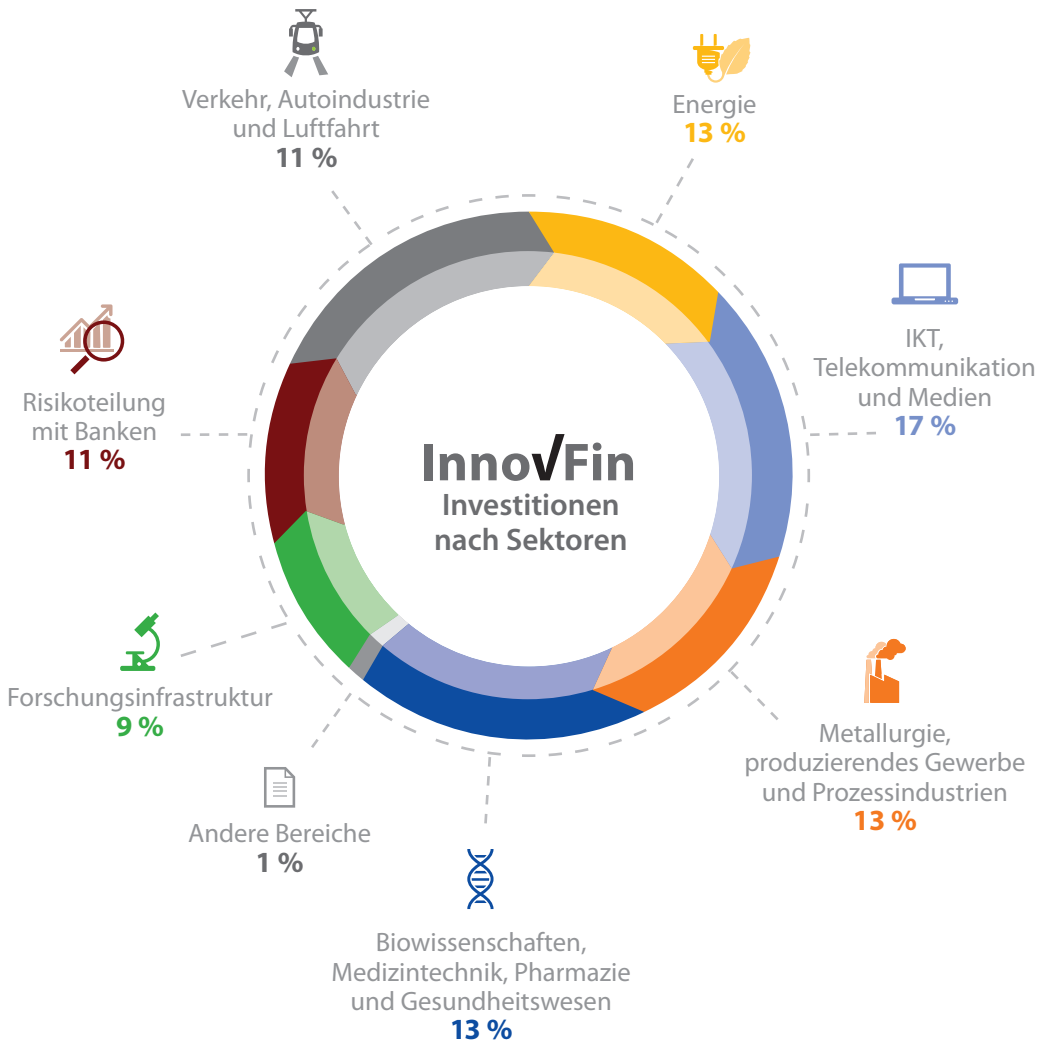 Verkehr, Autoindustrie
und Luftfahrt
11 %
Energie
13 %
IKT,
Telekommunikation
und Medien
17 %
Risikoteilung
mit Banken
11 %
InnovFin
Investitionen
nach Sektoren
Forschungsinfrastruktur
9 %
Metallurgie,
produzierendes Gewerbe
und Prozessindustrien
13 %
Andere Bereiche
1 %
Biowissenschaften,
Medizintechnik, Pharmazie
und Gesundheitswesen
13 %